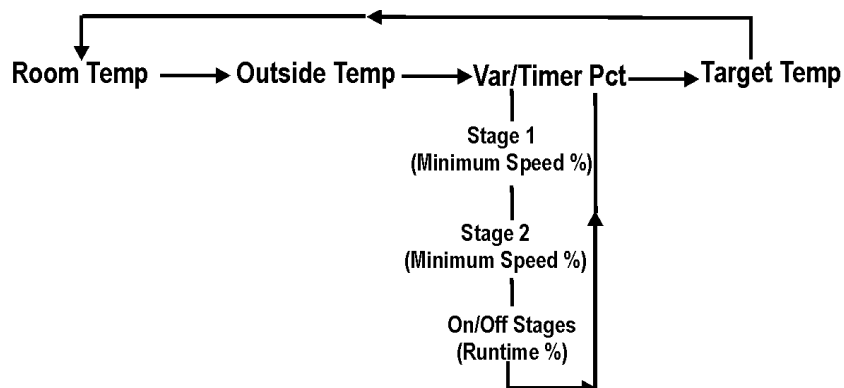 Room Temp
Outside Temp
Var/Timer Pct
Target Temp
Stage 1
(Minimum Speed %)
Stage 2
(Minimum Speed %)
On/Off Stages
(Runtime %)